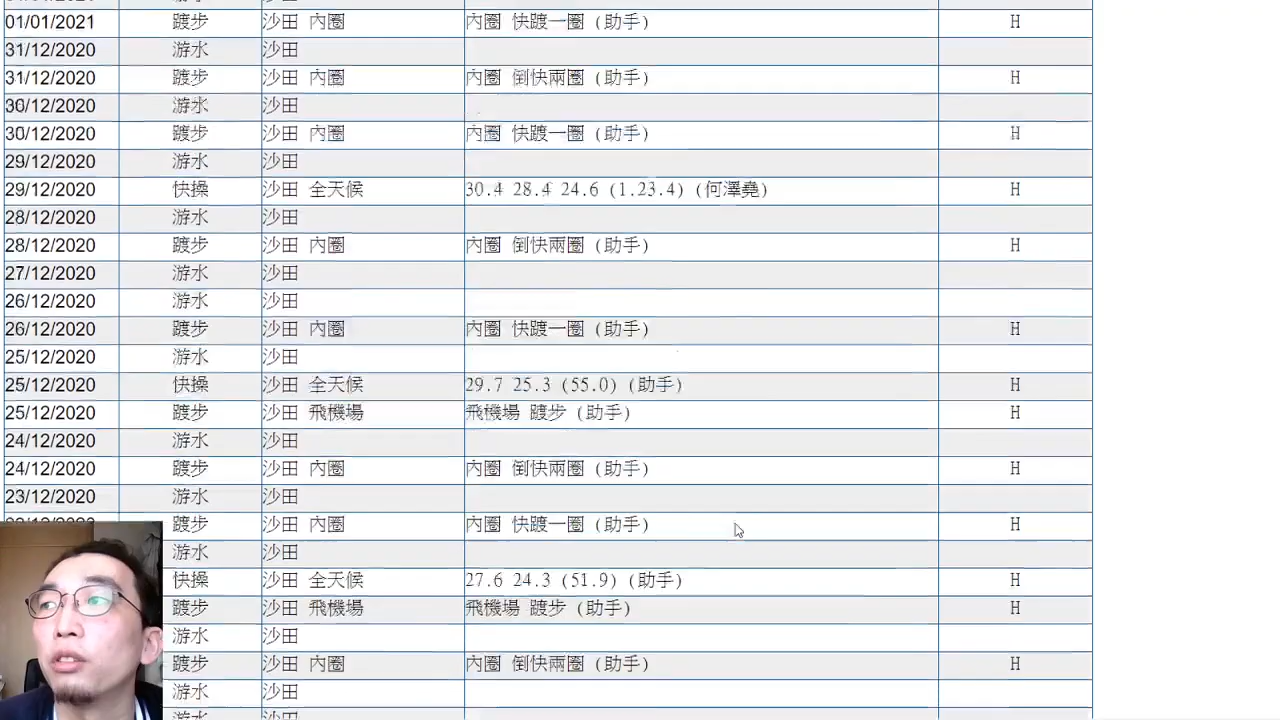 01/01/2021 踱步 沙田 內圈 內圈 快踱一圈 (助手) H
31/12/2020 游水 沙田
31/12/2020 踱步 沙田 內圈 內圈 倒快兩圈 (助手) H
30/12/2020 游水 沙田
30/12/2020 踱步 沙田 內圈 內圈 快踱一圈 (助手) H
29/12/2020 游水 沙田
29/12/2020 快操 沙田 全天候 30.4 28.4 24.6 (1.23.4) (何澤堯) H
28/12/2020 游水 沙田
28/12/2020 踱步 沙田 內圈 內圈 倒快兩圈 (助手) H
27/12/2020 游水 沙田
26/12/2020 游水 沙田
26/12/2020 踱步 沙田 內圈 內圈 快踱一圈 (助手) H
25/12/2020 游水 沙田
25/12/2020 快操 沙田 全天候 29.7 25.3 (55.0) (助手) H
25/12/2020 踱步 沙田 飛機場 飛機場 踱步 (助手) H
24/12/2020 游水 沙田
24/12/2020 踱步 沙田 內圈 內圈 倒快兩圈 (助手) H
23/12/2020 游水 沙田
踱步 沙田 內圈 內圈 快踱一圈 (助手) H
游水 沙田
快操 沙田 全天候 27.6 24.3 (51.9) (助手) H
踱步 沙田 飛機場 飛機場 踱步 (助手) H
游水 沙田
踱步 沙田 內圈 內圈 倒快兩圈 (助手) H
游水 沙田